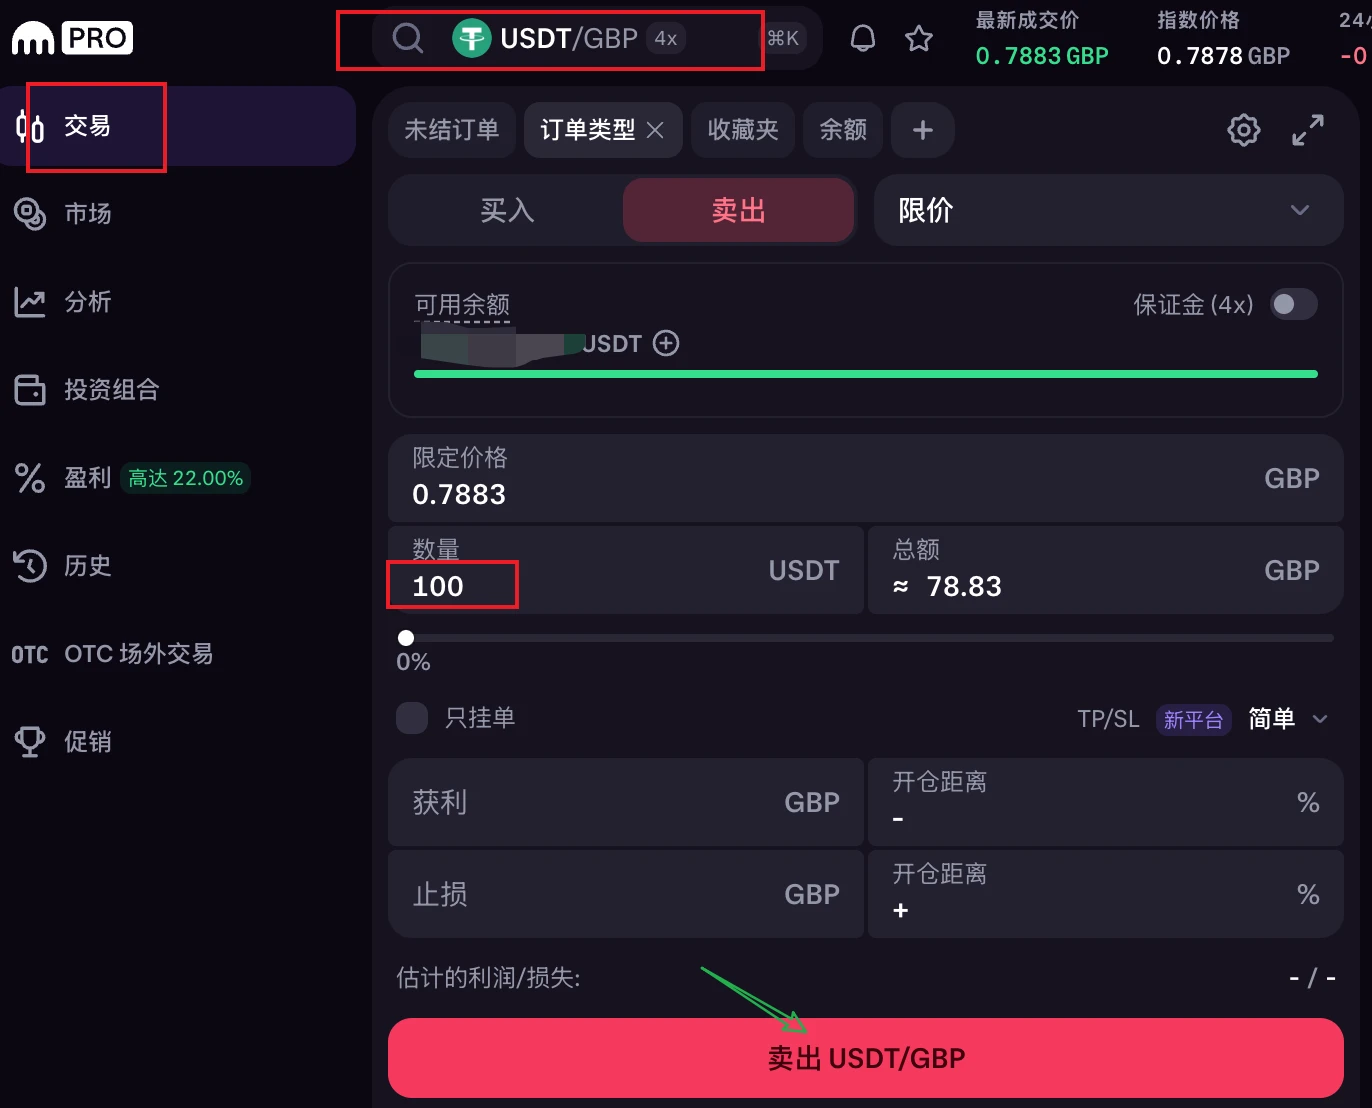 PRO
USDT/GBP 4x
⌘K
最新成交价
0.7883 GBP
指数价格
0.7878 GBP
24
-0
交易
市场
分析
投资组合
盈利 高达 22.00%
历史
OTC OTC 场外交易
促销
未结订单
订单类型
收藏夹
余额
买入
卖出
限价
可用余额
保证金 (4x)
USDT
限定价格
0.7883
GBP
数量
100
USDT
总额
≈ 78.83
GBP
0%
只挂单
TP/SL 新平台 简单
获利
GBP
开仓距离
-
%
止损
GBP
开仓距离
+
%
估计的利润/损失:
- / -
卖出 USDT/GBP